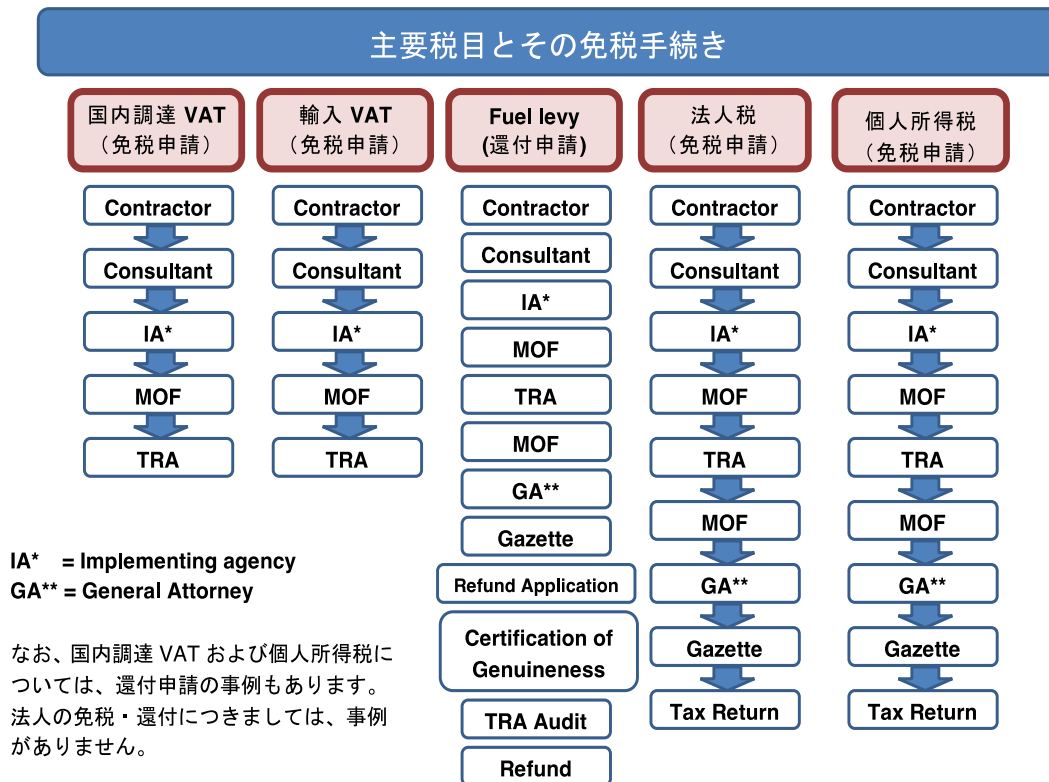 主要税目とその免税手続き
国内調達 VAT
（免税申請）
輸入 VAT
（免税申請）
Fuel levy
(還付申請)
法人税
（免税申請）
個人所得税
（免税申請）
Contractor
Consultant
IA*
MOF
TRA
Contractor
Consultant
IA*
MOF
TRA
Contractor
Consultant
IA*
MOF
TRA
MOF
GA**
Gazette
Refund Application
Certification of
Genuineness
TRA Audit
Refund
Contractor
Consultant
IA*
MOF
TRA
MOF
GA**
Gazette
Tax Return
Contractor
Consultant
IA*
MOF
TRA
MOF
GA**
Gazette
Tax Return
IA* = Implementing agency
GA** = General Attorney
なお、国内調達 VAT および個人所得税に
ついては、還付申請の事例もあります。
法人の免税・還付につきましては、事例
がありません。